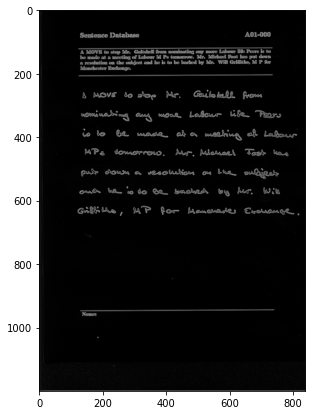 Sentence Database A01-000
A MOVE to stop Mr. Gaitskell from nominating any more Labour life Peers is to
be made at a meeting of Labour M Ps tomorrow. Mr. Michael Foot has put down
a resolution on the subject and he is to be backed by Mr. Will Griffiths, M P for
Manchester Exchange.
A MOVE to stop Mr. Gaitskell from
nominating any more Labour life Peers
is to be made at a meeting of Labour
MPs tomorrow. Mr. Michael Foot has
put down a resolution on the subject
and he is to be backed by Mr. Will
Griffiths, MP for Manchester Exchange.
Name:
0
200
400
600
800
1000
0 200 400 600 800